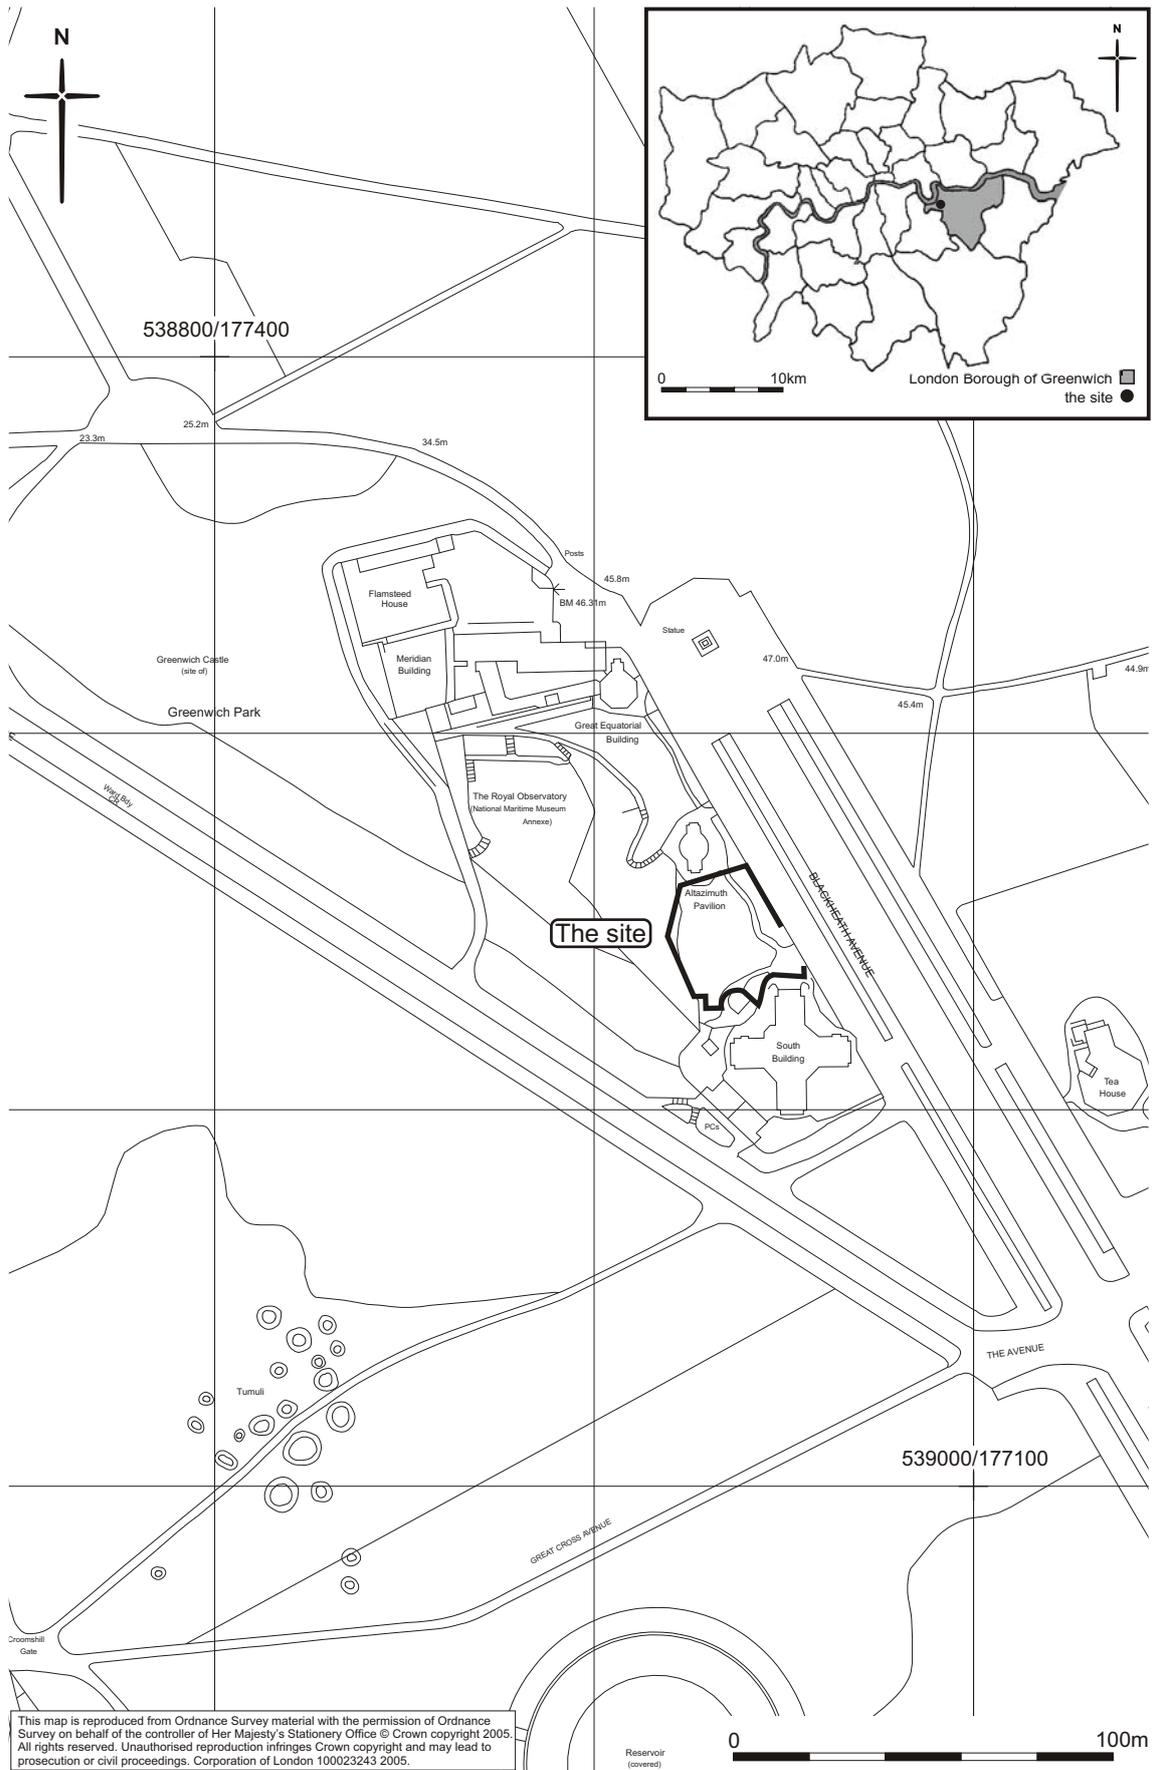 N
N
0 10km
London Borough of Greenwich
the site
538800/177400
25.2m
23.3m
34.5m
Posts
45.8m
BM 46.31m
Flamsteed
House
Statue
47.0m
44.9m
45.4m
Greenwich Castle
(site of)
Meridian
Building
Greenwich Park
Great Equatorial
Building
Ward Bdy
CR
The Royal Observatory
(National Maritime Museum
Annexe)
Altazimuth
Pavilion
BLACKHEATH AVENUE
The site
South
Building
Tea
House
PCs
THE AVENUE
Tumuli
539000/177100
GREAT CROSS AVENUE
Croomshill
Gate
This map is reproduced from Ordnance Survey material with the permission of Ordnance
Survey on behalf of the controller of Her Majesty's Stationery Office © Crown copyright 2005.
All rights reserved. Unauthorised reproduction infringes Crown copyright and may lead to
prosecution or civil proceedings. Corporation of London 100023243 2005.
Reservoir
(covered)
0 100m